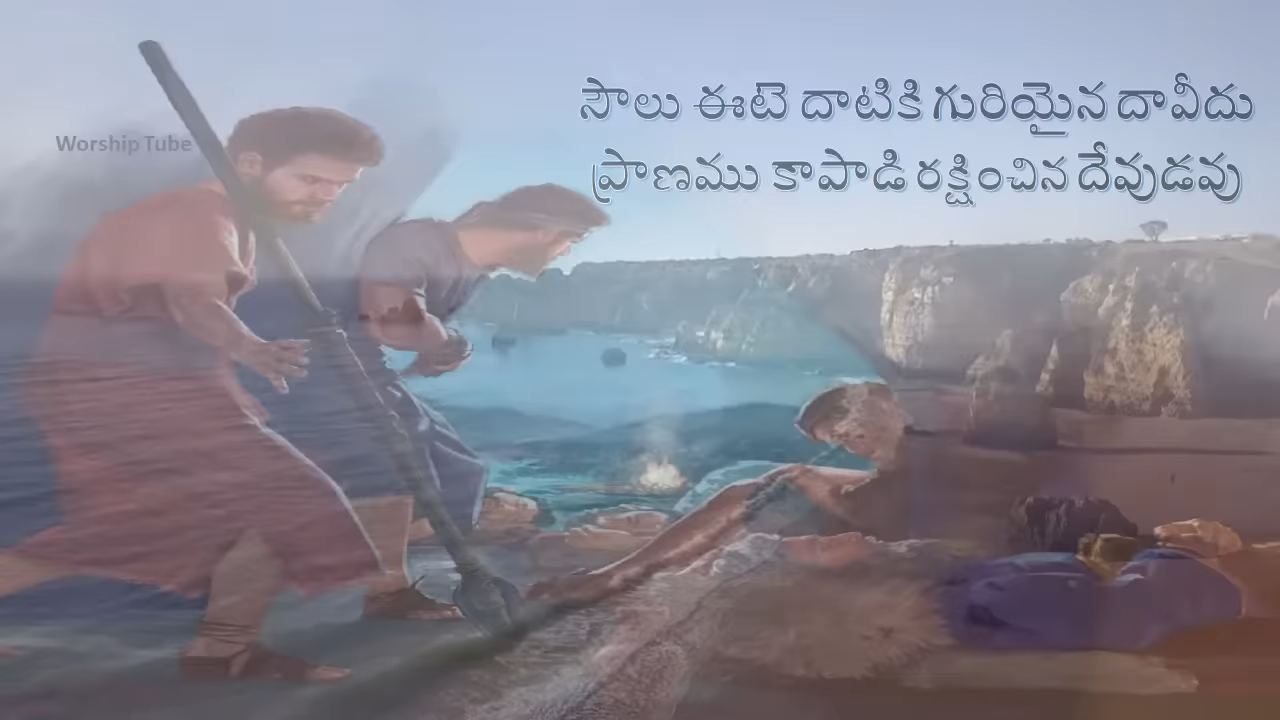 సౌలు ఈటె దాటికి గురియైన దావీదు
ప్రాణము కాపాడి రక్షించిన దేవుడవు
Worship Tube